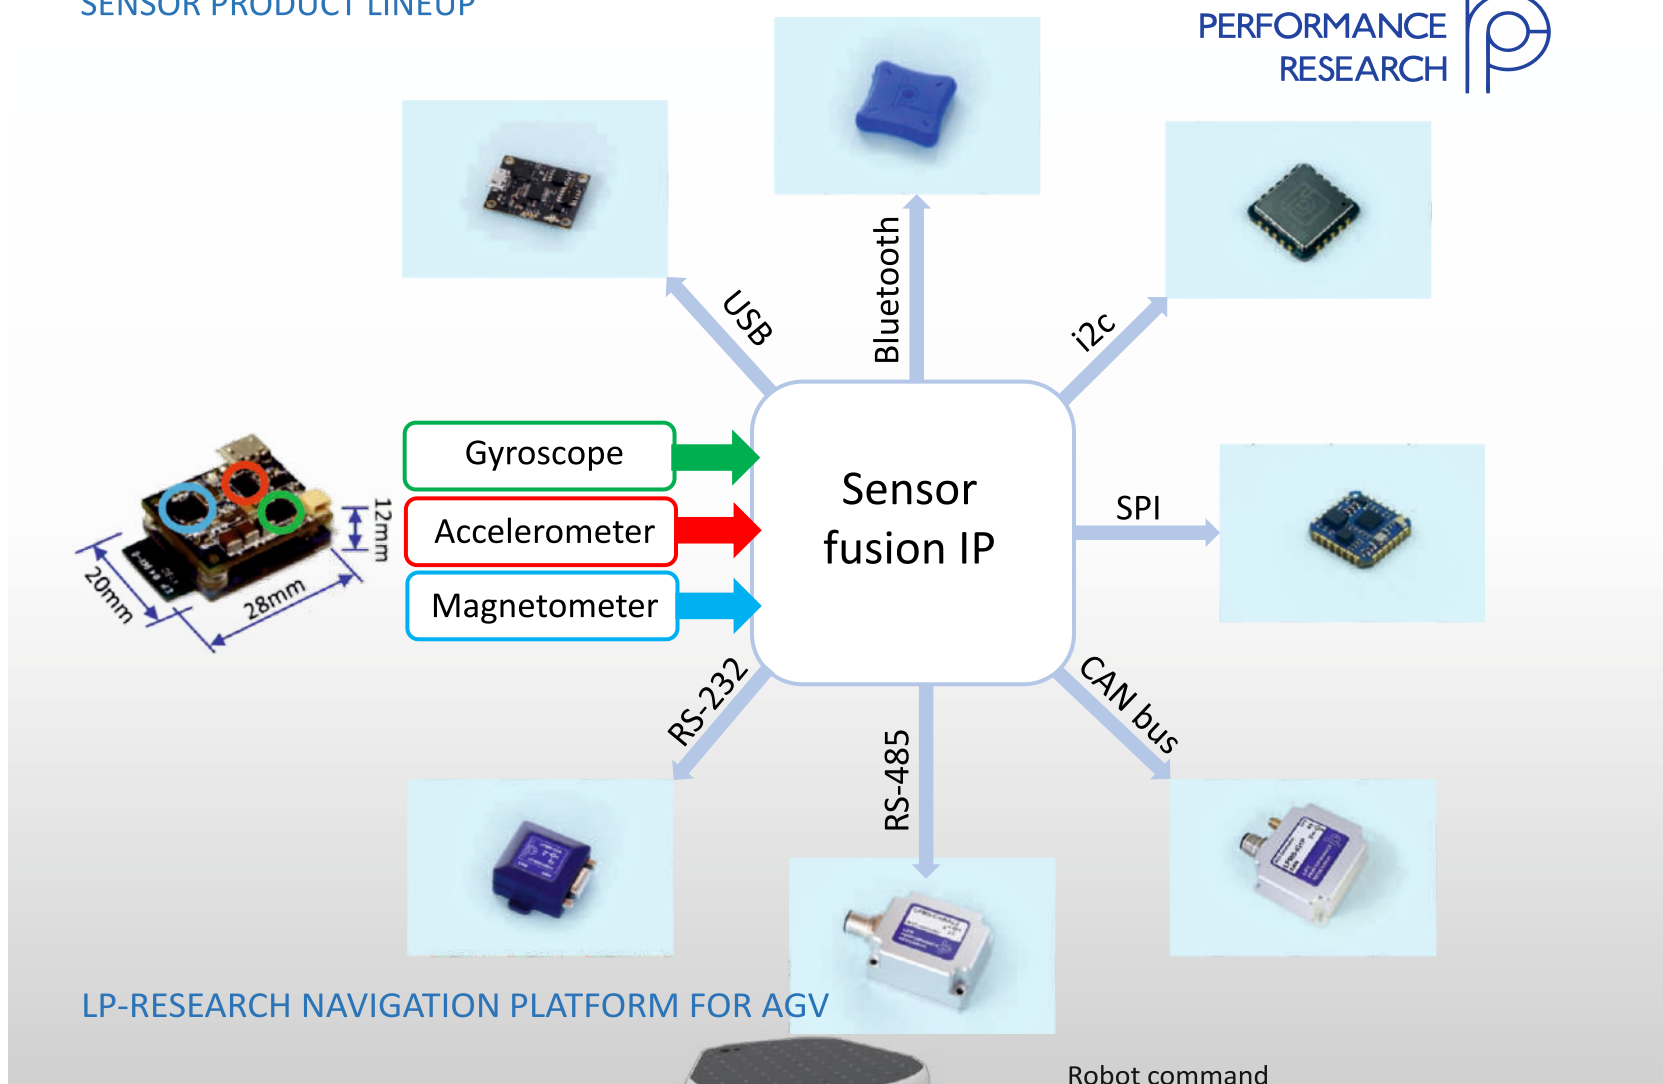 SENSOR PRODUCT LINEUP
PERFORMANCE
RESEARCH
USB
Bluetooth
i2c
Gyroscope
Accelerometer
Magnetometer
Sensor
fusion IP
SPI
12mm
20mm
28mm
RS-232
RS-485
CAN bus
LP-RESEARCH NAVIGATION PLATFORM FOR AGV
Robot command